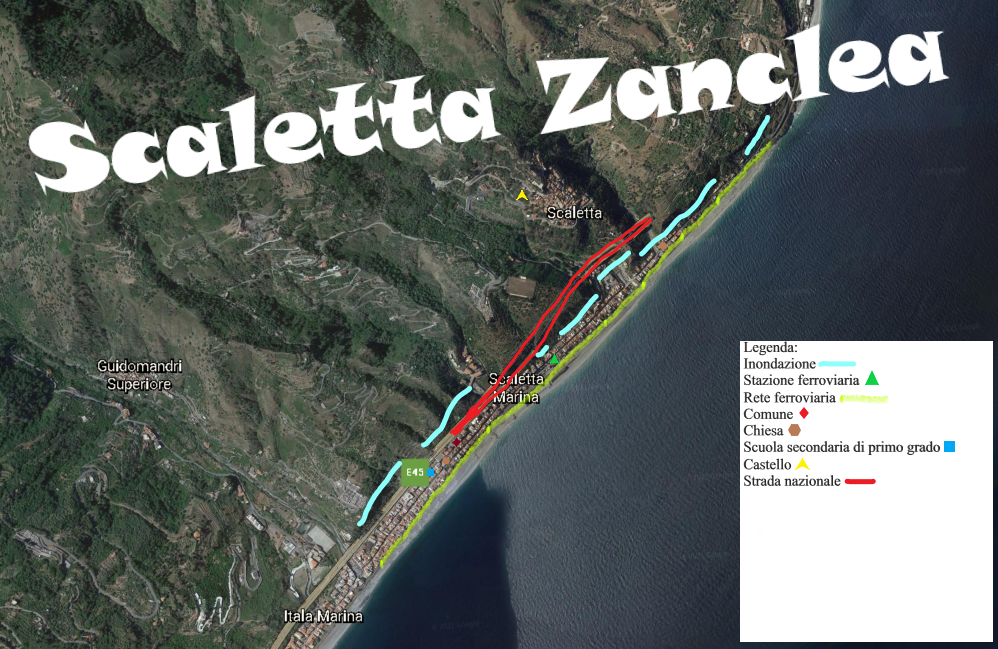 Scaletta Zanclea
Scaletta
Guidomandri
Superiore
Scaletta
Marina
E45
Itala Marina
Legenda:
Inondazione
Stazione ferroviaria
Rete ferroviaria
Comune
Chiesa
Scuola secondaria di primo grado
Castello
Strada nazionale